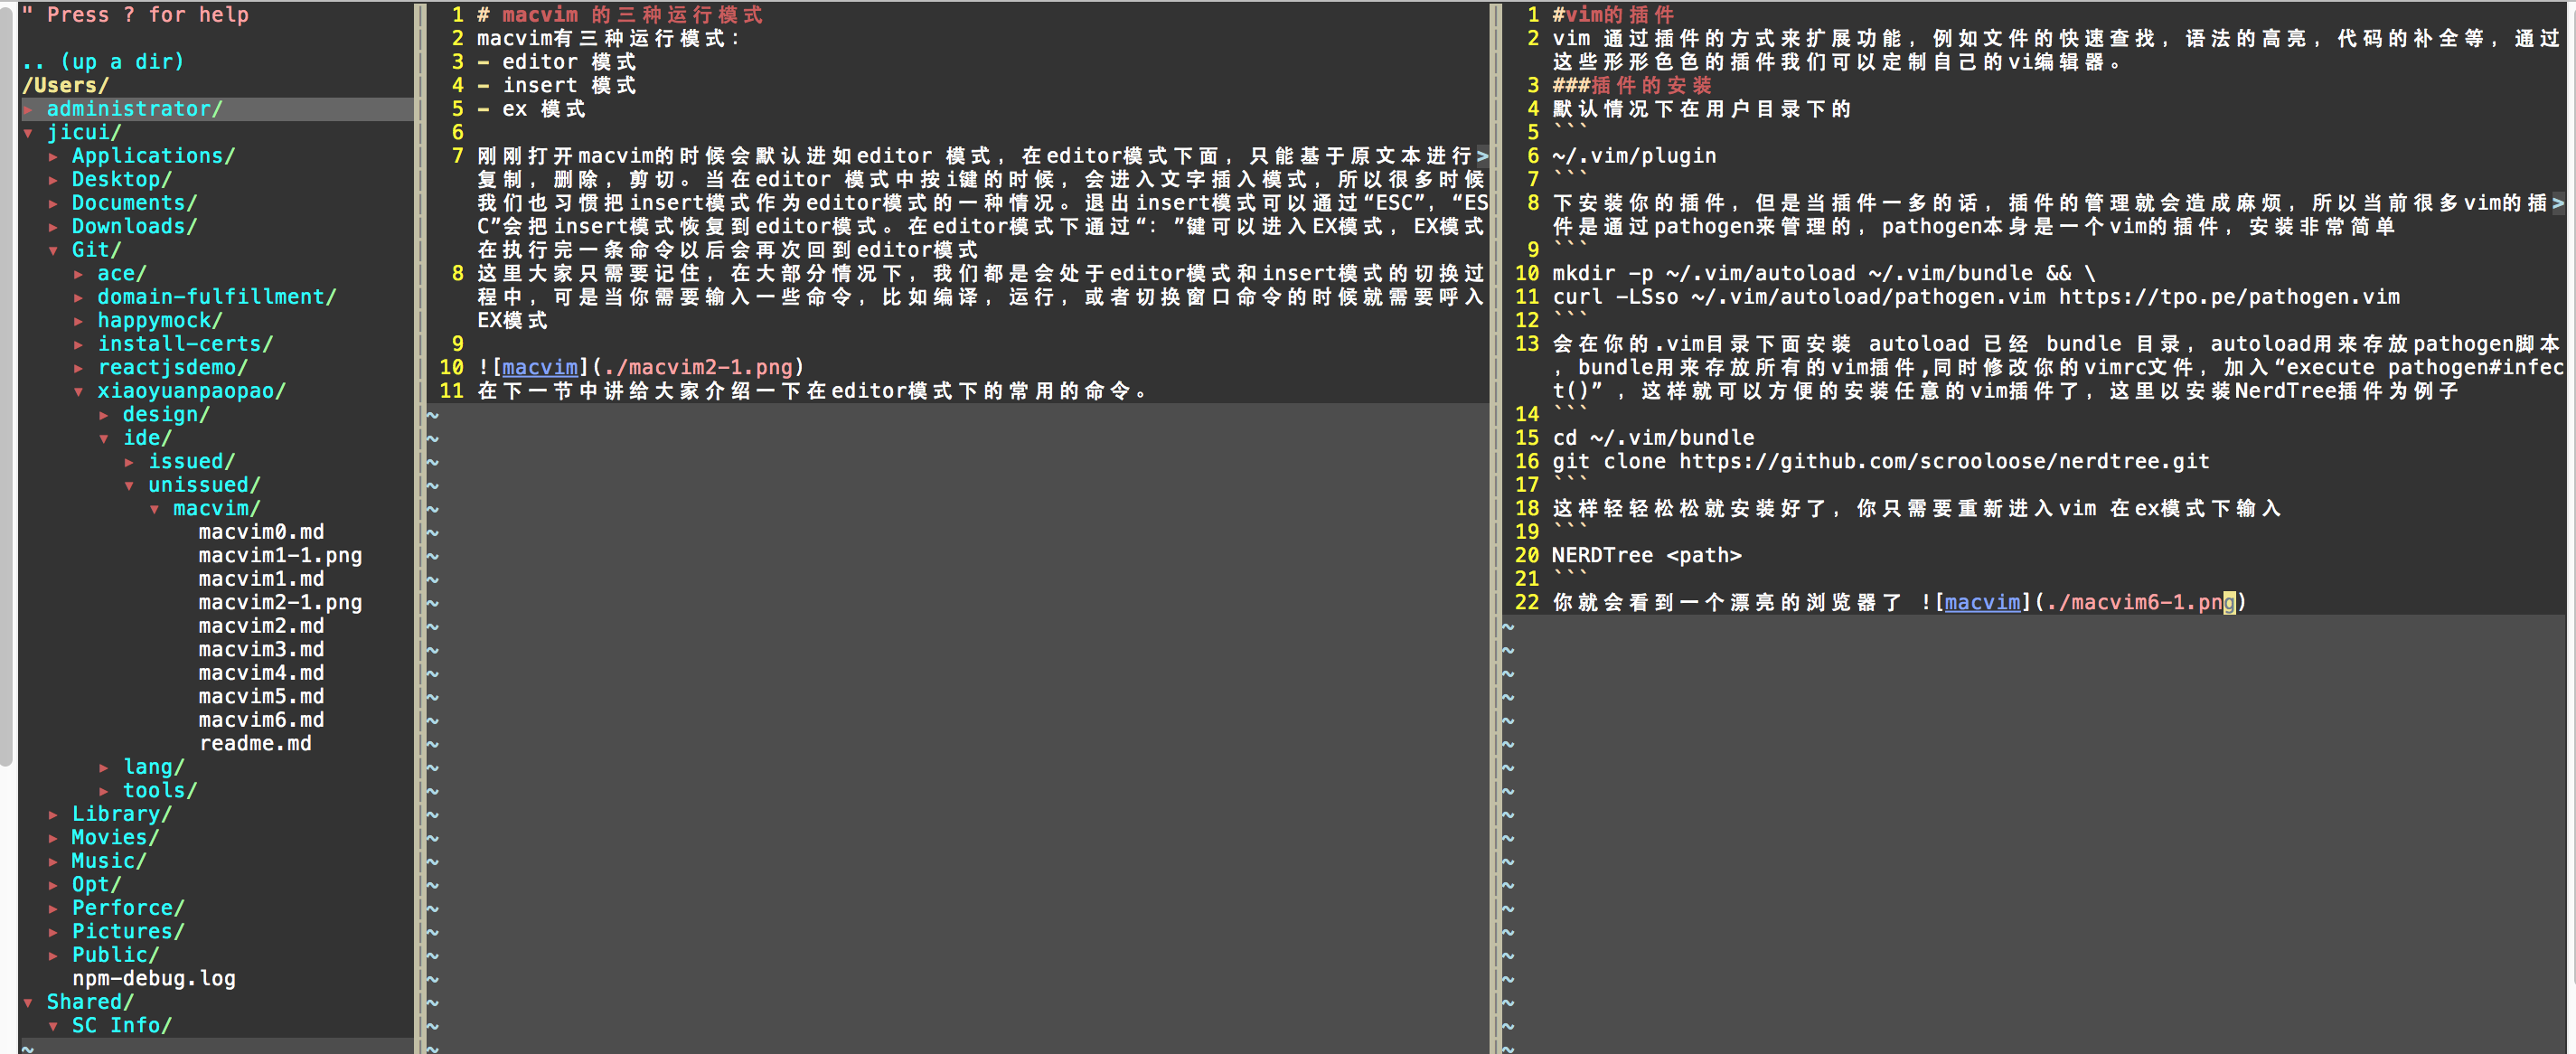 " Press ? for help
.. (up a dir)
/Users/
▸ administrator/
▾ jicui/
▸ Applications/
▸ Desktop/
▸ Documents/
▸ Downloads/
▾ Git/
▸ ace/
▸ domain-fulfillment/
▸ happymock/
▸ install-certs/
▸ reactjsdemo/
▾ xiaoyuanpaopao/
▸ design/
▾ ide/
▸ issued/
▾ unissued/
▾ macvim/
macvim0.md
macvim1-1.png
macvim1.md
macvim2-1.png
macvim2.md
macvim3.md
macvim4.md
macvim5.md
macvim6.md
readme.md
▸ lang/
▸ tools/
▸ Library/
▸ Movies/
▸ Music/
▸ Opt/
▸ Perforce/
▸ Pictures/
▸ Public/
npm-debug.log
▾ Shared/
▾ SC Info/
~
1 # macvim 的三种运行模式
2 macvim有三种运行模式：
3 - editor 模式
4 - insert 模式
5 - ex 模式
6
7 刚刚打开macvim的时候会默认进如editor 模式，在editor模式下面，只能基于原文本进行>
复制，删除，剪切。当在editor 模式中按i键的时候，会进入文字插入模式，所以很多时候
我们也习惯把insert模式作为editor模式的一种情况。退出insert模式可以通过“ESC”，“ES
C”会把insert模式恢复到editor模式。在editor模式下通过“：”键可以进入EX模式，EX模式
在执行完一条命令以后会再次回到editor模式
8 这里大家只需要记住，在大部分情况下，我们都是会处于editor模式和insert模式的切换过
程中，可是当你需要输入一些命令，比如编译，运行，或者切换窗口命令的时候就需要呼入
EX模式
9
10 ![macvim](./macvim2-1.png)
11 在下一节中讲给大家介绍一下在editor模式下的常用的命令。
1 #vim的插件
2 vim 通过插件的方式来扩展功能，例如文件的快速查找，语法的高亮，代码的补全等，通过
这些形形色色的插件我们可以定制自己的vi编辑器。
3 ###插件的安装
4 默认情况下在用户目录下的
5 ```
6 ~/.vim/plugin
7 ```
8 下安装你的插件，但是当插件一多的话，插件的管理就会造成麻烦，所以当前很多vim的插>
件是通过pathogen来管理的，pathogen本身是一个vim的插件，安装非常简单
9 ```
10 mkdir -p ~/.vim/autoload ~/.vim/bundle && \
11 curl -LSso ~/.vim/autoload/pathogen.vim https://tpo.pe/pathogen.vim
12 ```
13 会在你的.vim目录下面安装 autoload 已经 bundle 目录，autoload用来存放pathogen脚本
，bundle用来存放所有的vim插件,同时修改你的vimrc文件，加入“execute pathogen#infec
t()” ，这样就可以方便的安装任意的vim插件了，这里以安装NerdTree插件为例子
14 ```
15 cd ~/.vim/bundle
16 git clone https://github.com/scrooloose/nerdtree.git
17 ```
18 这样轻轻松松就安装好了，你只需要重新进入vim 在ex模式下输入
19 ```
20 NERDTree <path>
21 ```
22 你就会看到一个漂亮的浏览器了 ![macvim](./macvim6-1.png)